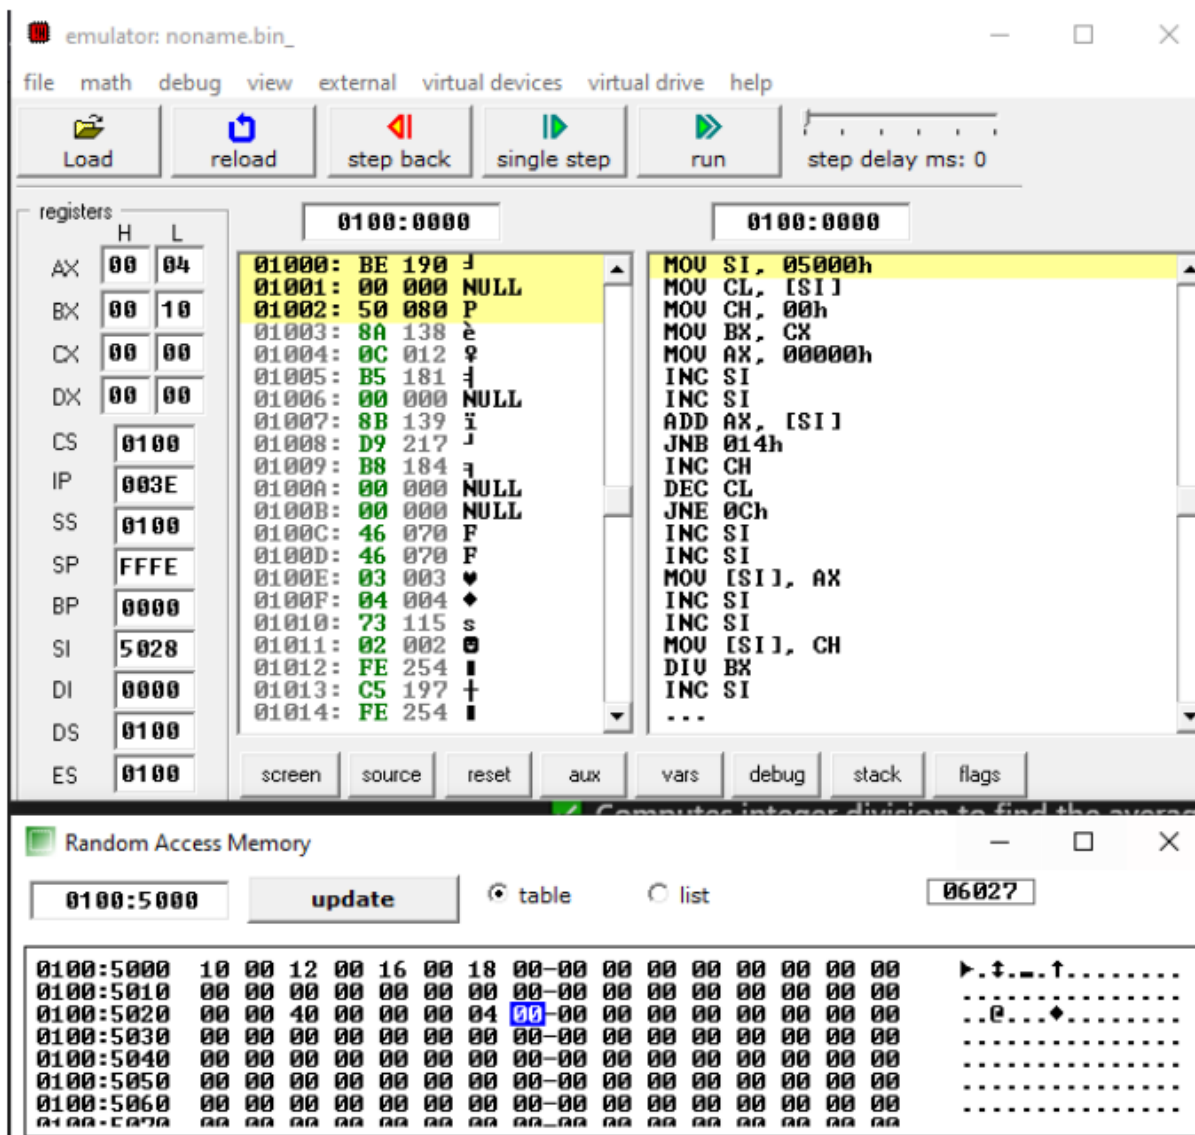 emulator: noname.bin_
file math debug view external virtual devices virtual drive help
Load reload step back single step run step delay ms: 0
registers
H L
0100:0000 0100:0000
AX 00 04
BX 00 10
CX 00 00
DX 00 00
CS 0100
IP 003E
SS 0100
SP FFFE
BP 0000
SI 5028
DI 0000
DS 0100
ES 0100
01000: BE 190 ╛
01001: 00 000 NULL
01002: 50 080 P
01003: 8A 138 è
01004: 0C 012 ♀
01005: B5 181 ╡
01006: 00 000 NULL
01007: 8B 139 ï
01008: D9 217 ┘
01009: B8 184 ╕
0100A: 00 000 NULL
0100B: 00 000 NULL
0100C: 46 070 F
0100D: 46 070 F
0100E: 03 003 ♥
0100F: 04 004 ♦
01010: 73 115 s
01011: 02 002 ☻
01012: FE 254 ■
01013: C5 197 ┼
01014: FE 254 ■
MOV SI, 05000h
MOV CL, [SI]
MOV CH, 00h
MOV BX, CX
MOV AX, 00000h
INC SI
INC SI
ADD AX, [SI]
JNB 014h
INC CH
DEC CL
JNE 0Ch
INC SI
INC SI
MOV [SI], AX
INC SI
INC SI
MOV [SI], CH
DIV BX
INC SI
...
screen source reset aux vars debug stack flags
Computes integer division to find the averag
Random Access Memory
0100:5000 update table list 06027
0100:5000 10 00 12 00 16 00 18 00-00 00 00 00 00 00 00 00 ►.↕.▬.↑........
0100:5010 00 00 00 00 00 00 00 00-00 00 00 00 00 00 00 00 ................
0100:5020 00 00 40 00 00 00 04 00-00 00 00 00 00 00 00 00 ..@...♦.........
0100:5030 00 00 00 00 00 00 00 00-00 00 00 00 00 00 00 00 ................
0100:5040 00 00 00 00 00 00 00 00-00 00 00 00 00 00 00 00 ................
0100:5050 00 00 00 00 00 00 00 00-00 00 00 00 00 00 00 00 ................
0100:5060 00 00 00 00 00 00 00 00-00 00 00 00 00 00 00 00 ................